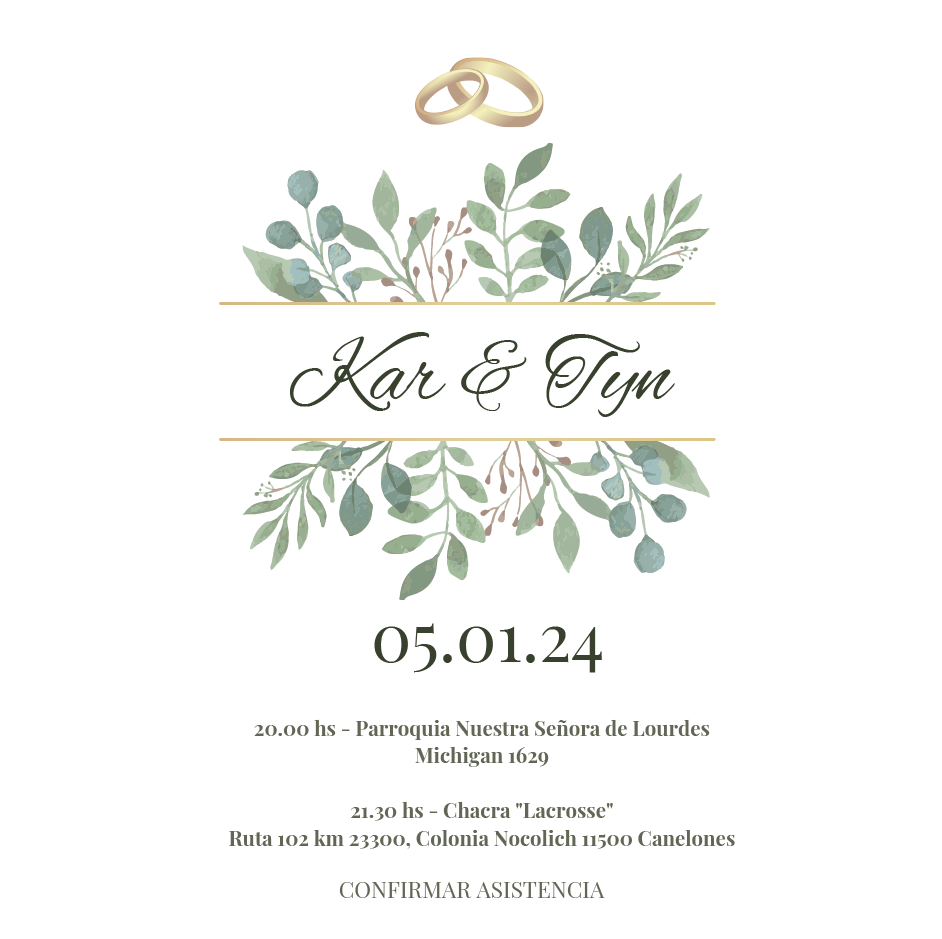 Kar & Tyn
05.01.24
20.00 hs - Parroquia Nuestra Señora de Lourdes
Michigan 1629
21.30 hs - Chacra "Lacrosse"
Ruta 102 km 23300, Colonia Nocolich 11500 Canelones
CONFIRMAR ASISTENCIA